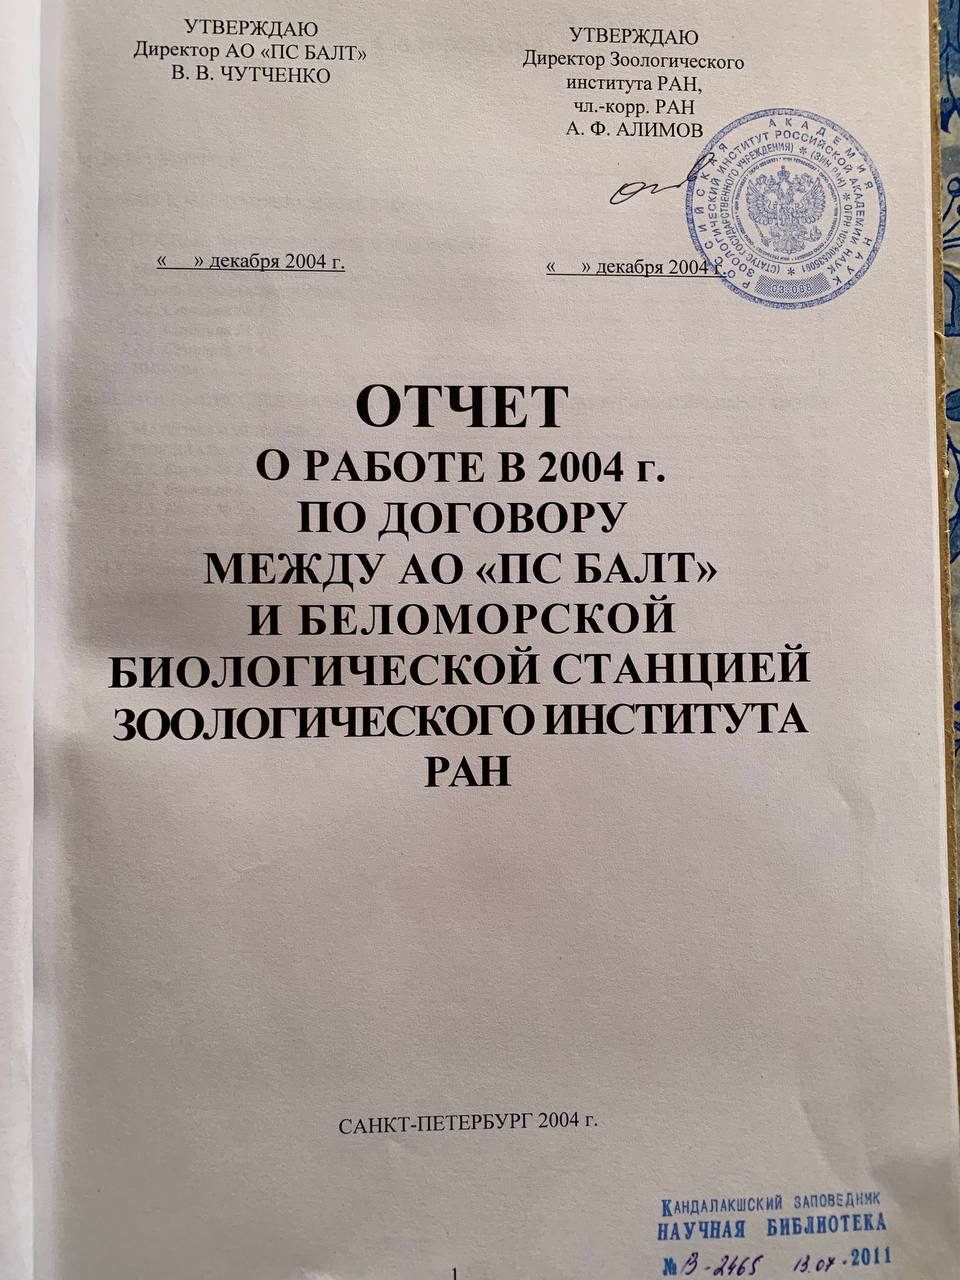 УТВЕРЖДАЮ
Директор АО «ПС БАЛТ»
В. В. ЧУТЧЕНКО
«     » декабря 2004 г.
УТВЕРЖДАЮ
Директор Зоологического
института РАН,
чл.-корр. РАН
А. Ф. АЛИМОВ
«     » декабря 2004 г.
РОССИЙСКАЯ АКАДЕМИЯ НАУК
ЗООЛОГИЧЕСКИЙ ИНСТИТУТ РОССИЙСКОЙ АКАДЕМИИ НАУК
(СТАТУС ГОСУДАРСТВЕННОГО УЧРЕЖДЕНИЯ) * (ЗИН РАН) * ОГРН
ОТЧЕТ
О РАБОТЕ В 2004 г.
ПО ДОГОВОРУ
МЕЖДУ АО «ПС БАЛТ»
И БЕЛОМОРСКОЙ
БИОЛОГИЧЕСКОЙ СТАНЦИЕЙ
ЗООЛОГИЧЕСКОГО ИНСТИТУТА
РАН
САНКТ-ПЕТЕРБУРГ 2004 г.
КАНДАЛАКШСКИЙ ЗАПОВЕДНИК
НАУЧНАЯ БИБЛИОТЕКА
№ В-2465 13.07.2011
1